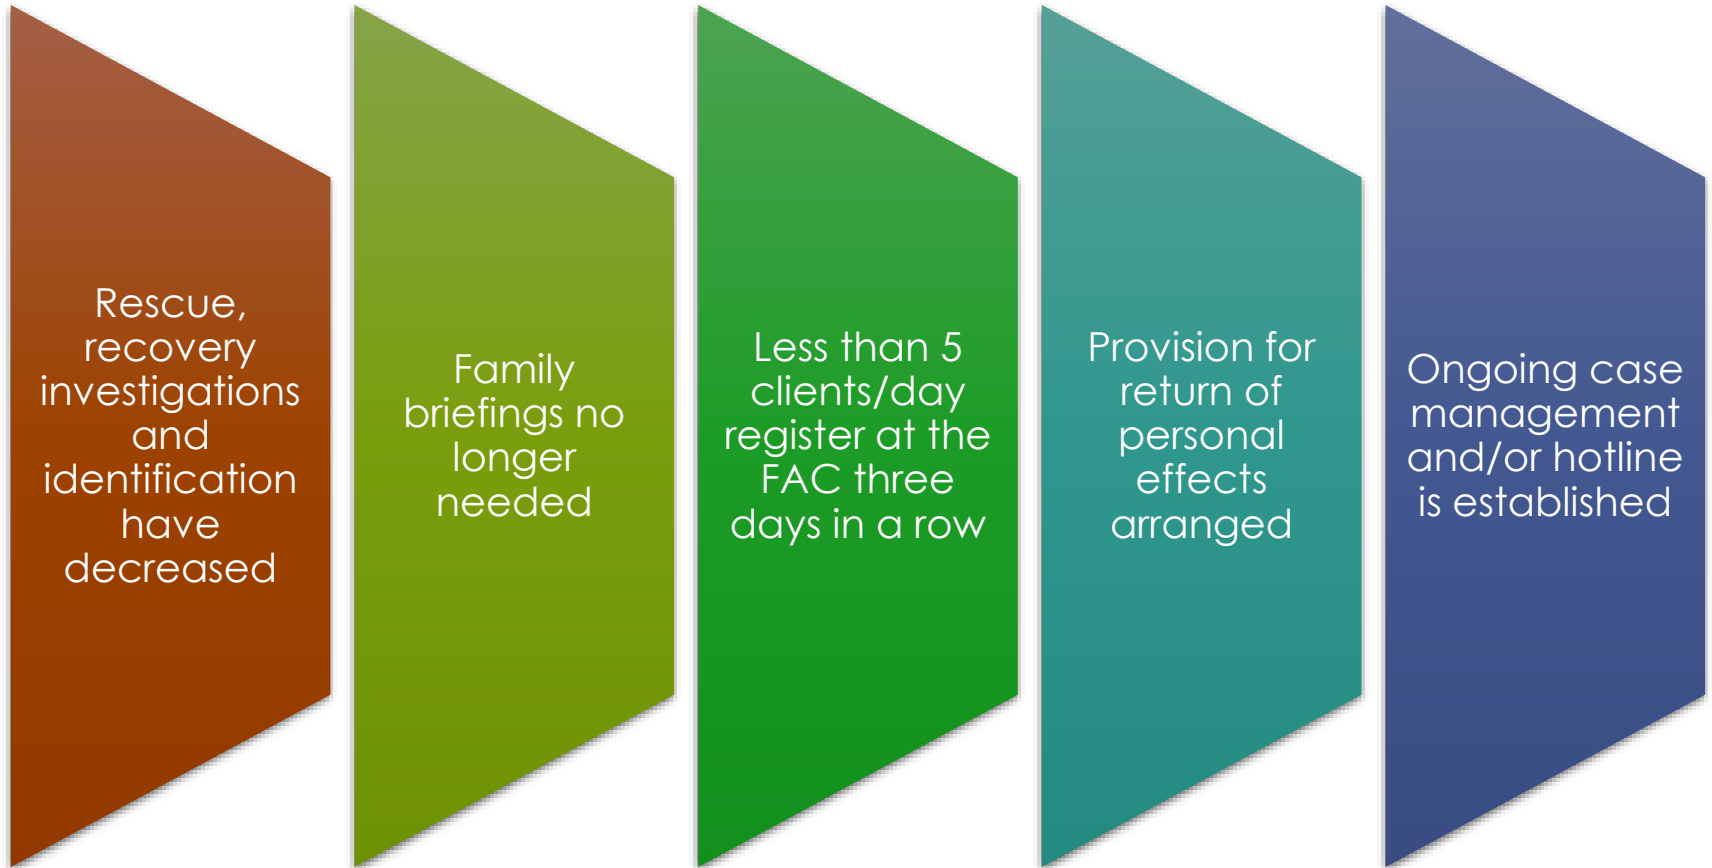 Rescue,
recovery
investigations
and
identification
have
decreased
Family
briefings no
longer
needed
Less than 5
clients/day
register at the
FAC three
days in a row
Provision for
return of
personal
effects
arranged
Ongoing case
management
and/or hotline
is established